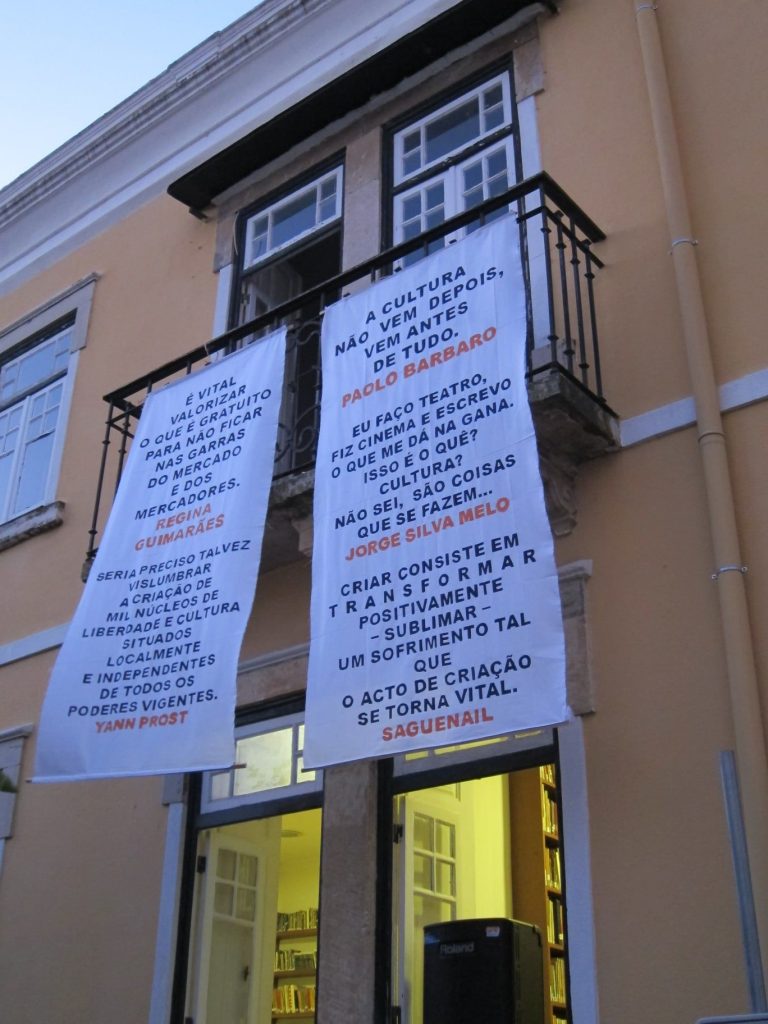 É VITAL
VALORIZAR
O QUE É GRATUITO
PARA NÃO FICAR
NAS GARRAS
DO MERCADO
E DOS
MERCADORES.
REGINA
GUIMARÃES
SERIA PRECISO TALVEZ
VISLUMBRAR
A CRIAÇÃO DE
MIL NÚCLEOS DE
LIBERDADE E CULTURA
SITUADOS
LOCALMENTE
E INDEPENDENTES
DE TODOS OS
PODERES VIGENTES.
YANN PROST
A CULTURA
NÃO VEM DEPOIS,
VEM ANTES
DE TUDO.
PAOLO BARBARO
EU FAÇO TEATRO,
FIZ CINEMA E ESCREVO
O QUE ME DÁ NA GANA.
ISSO É O QUÊ?
CULTURA?
NÃO SEI, SÃO COISAS
QUE SE FAZEM...
JORGE SILVA MELO
CRIAR CONSISTE EM
TRANSFORMAR
POSITIVAMENTE
– SUBLIMAR –
UM SOFRIMENTO TAL
QUE
O ACTO DE CRIAÇÃO
SE TORNA VITAL.
SAGUENAIL
Roland